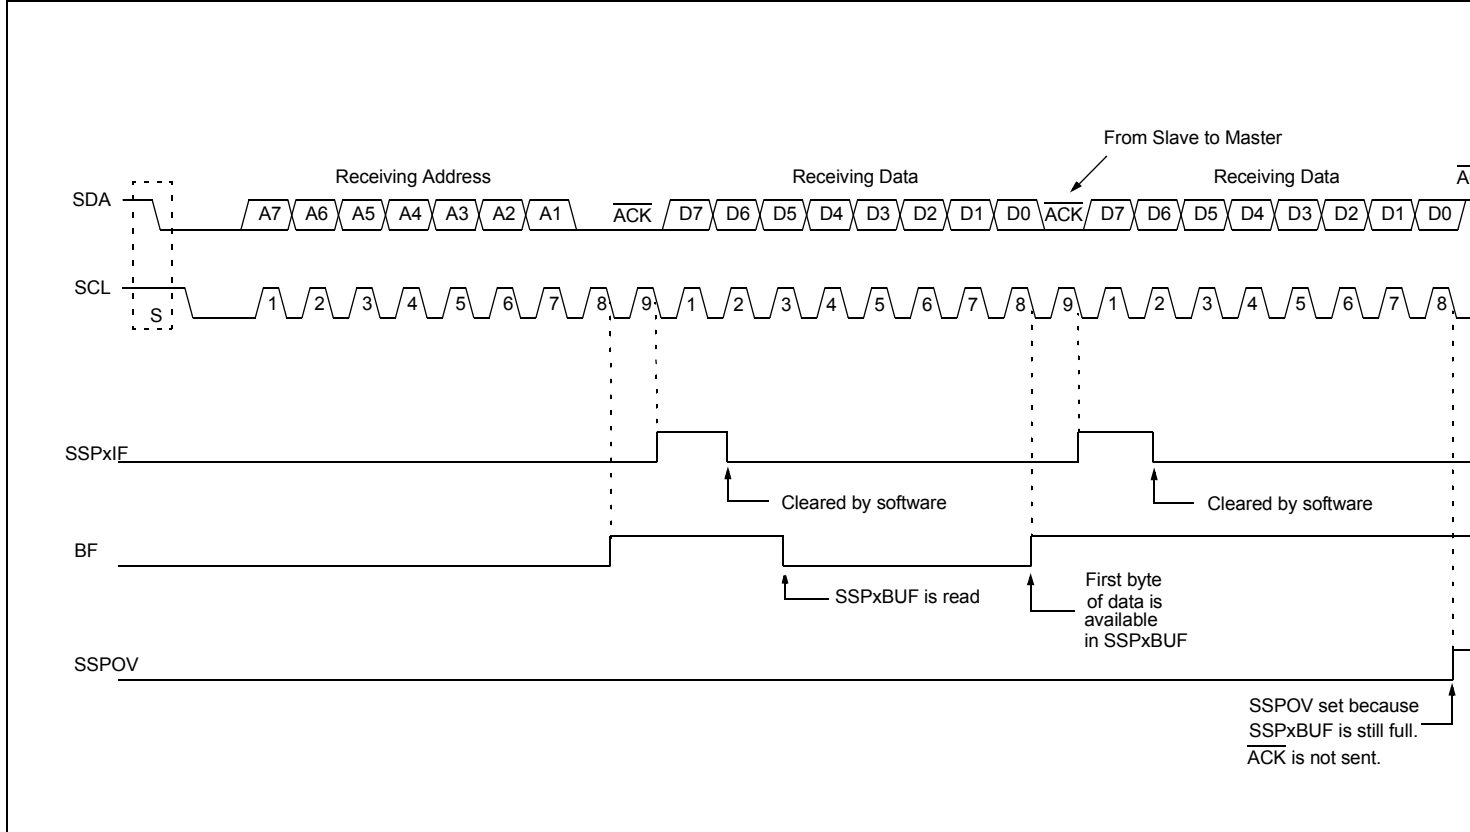 From Slave to Master
Receiving Address
Receiving Data
Receiving Data
SDA
A7 A6 A5 A4 A3 A2 A1 ACK D7 D6 D5 D4 D3 D2 D1 D0 ACK D7 D6 D5 D4 D3 D2 D1 D0
SCL
S
1 2 3 4 5 6 7 8 9 1 2 3 4 5 6 7 8 9 1 2 3 4 5 6 7 8
SSPxIF
Cleared by software
Cleared by software
BF
SSPxBUF is read
First byte
of data is
available
in SSPxBUF
SSPOV
SSPOV set because
SSPxBUF is still full.
ACK is not sent.